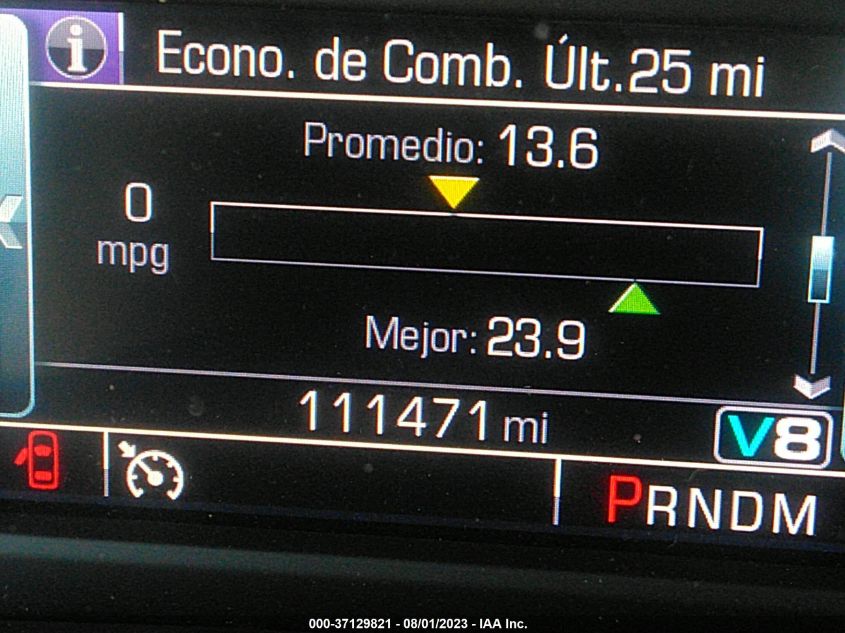 i Econo. de Comb. Últ.25 mi
Promedio: 13.6
0
mpg
Mejor: 23.9
111471 mi
V8
PRNDM
000-37129821 - 08/01/2023 - IAA Inc.